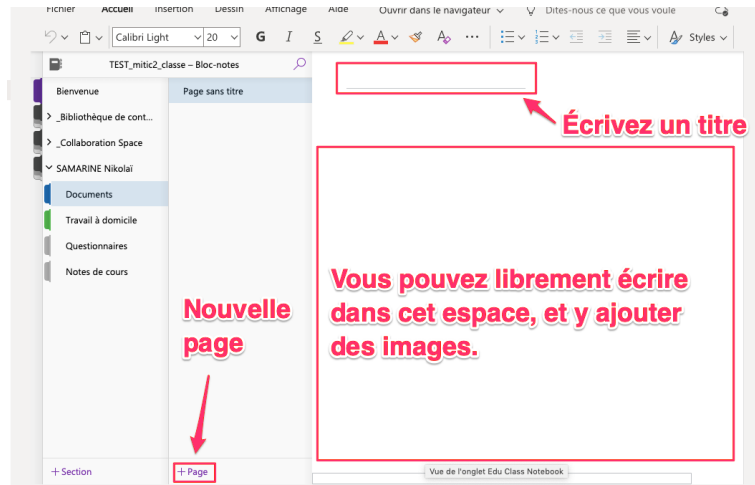 Fichier Accueil Insertion Dessin Affichage Aide Ouvrir dans le navigateur Dites-nous ce que vous voule
Calibri Light 20 G I S A A ... Styles
TEST_mitic2_classe – Bloc-notes
Bienvenue
Page sans titre
> _Bibliothèque de cont...
> _Collaboration Space
SAMARINE Nikolaï
Documents
Travail à domicile
Questionnaires
Notes de cours
Écrivez un titre
Vous pouvez librement écrire
dans cet espace, et y ajouter
des images.
Nouvelle
page
+ Section
+ Page
Vue de l'onglet Edu Class Notebook